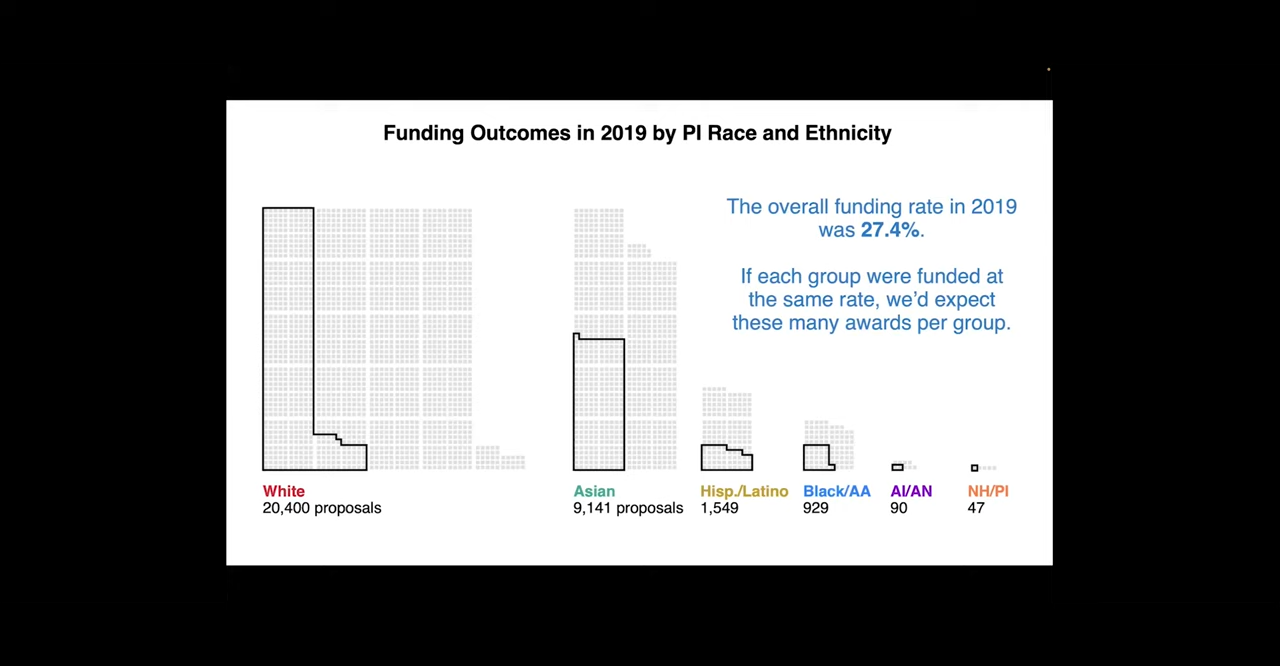 Funding Outcomes in 2019 by PI Race and Ethnicity
The overall funding rate in 2019
was 27.4%.
If each group were funded at
the same rate, we’d expect
these many awards per group.
White
20,400 proposals
Asian
9,141 proposals
Hisp./Latino
1,549
Black/AA
929
AI/AN
90
NH/PI
47